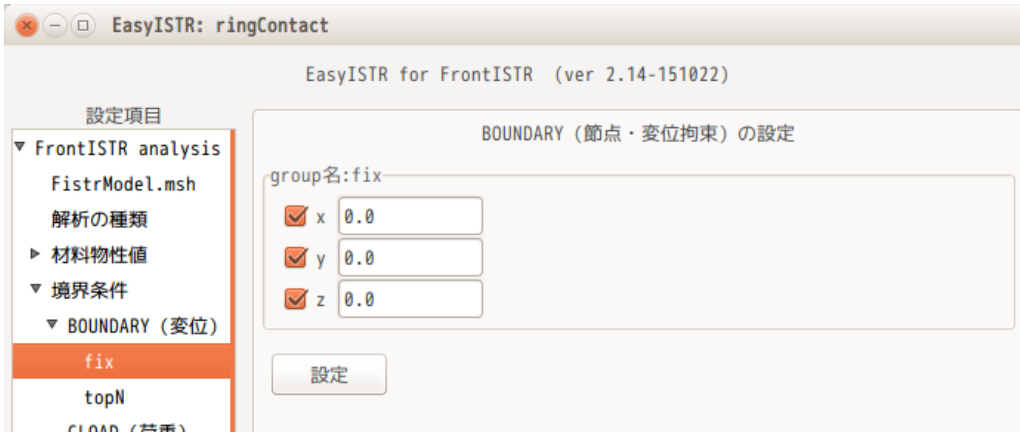 EasyISTR: ringContact
EasyISTR for FrontISTR (ver 2.14-151022)
設定項目
FrontISTR analysis
FistrModel.msh
解析の種類
材料物性値
境界条件
BOUNDARY (変位)
fix
topN
CLOAD (荷重)
BOUNDARY (節点・変位拘束) の設定
group名:fix
x 0.0
y 0.0
z 0.0
設定